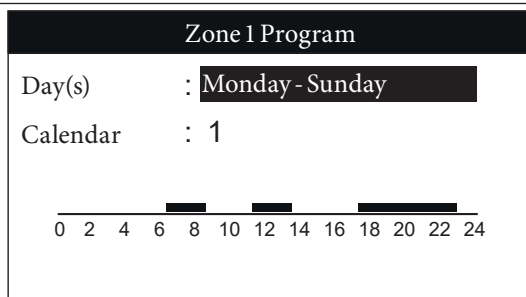 Zone 1 Program
Day(s) : Monday - Sunday
Calendar : 1
0 2 4 6 8 10 12 14 16 18 20 22 24